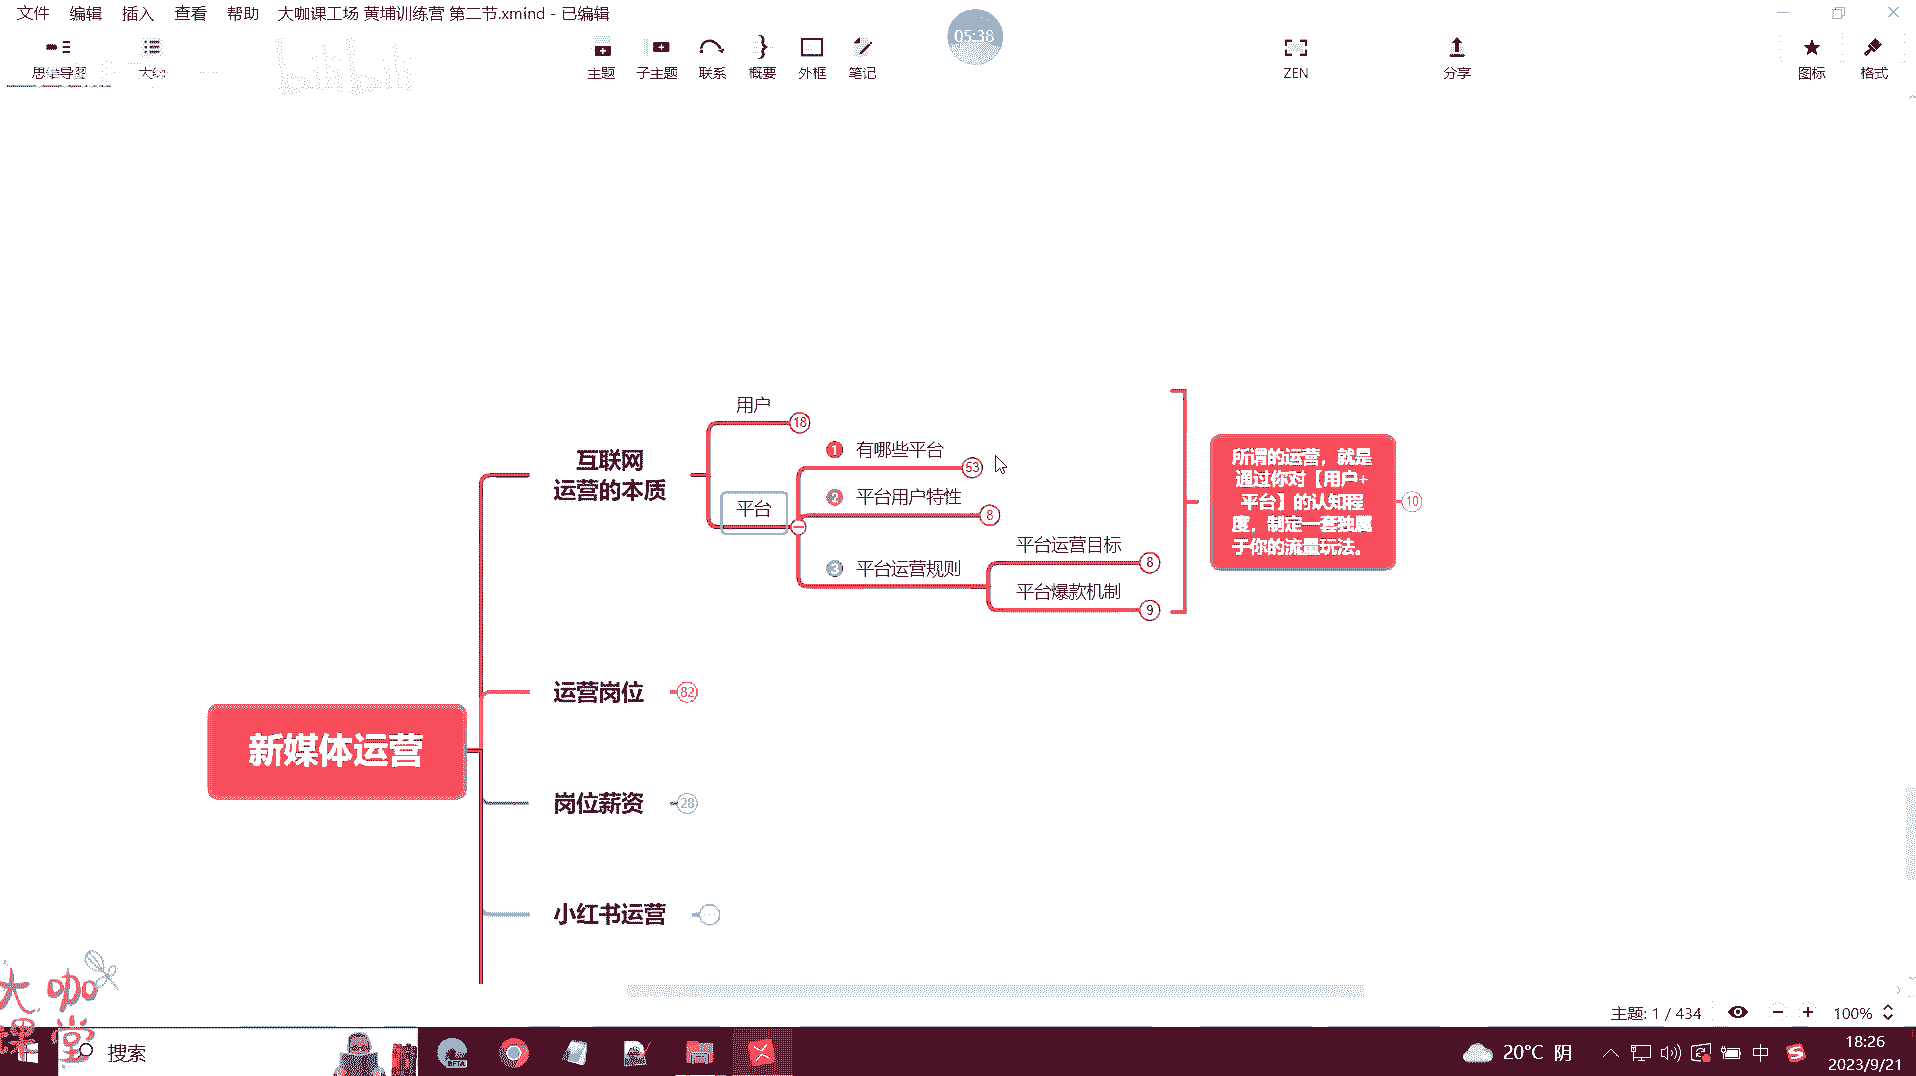 文件 编辑 插入 查看 帮助 大咖课工场 黄埔训练营 第二节.xmind - 已编辑
05:38
思维导图 大纲 主题 子主题 联系 概要 外框 笔记 ZEN 分享 图标 格式
bilibili
用户 18
互联网
运营的本质
平台
1 有哪些平台 53
2 平台用户特性 8
3 平台运营规则
平台运营目标 8
平台爆款机制 9
所谓的运营，就是
通过你对【用户+
平台】的认知程
度，制定一套独属
于你的流量玩法。
10
运营岗位 82
新媒体运营
岗位薪资 28
小红书运营
大咖
课堂
主题: 1 / 434 100%
搜索
BETA
20°C 阴
中
18:26
2023/9/21